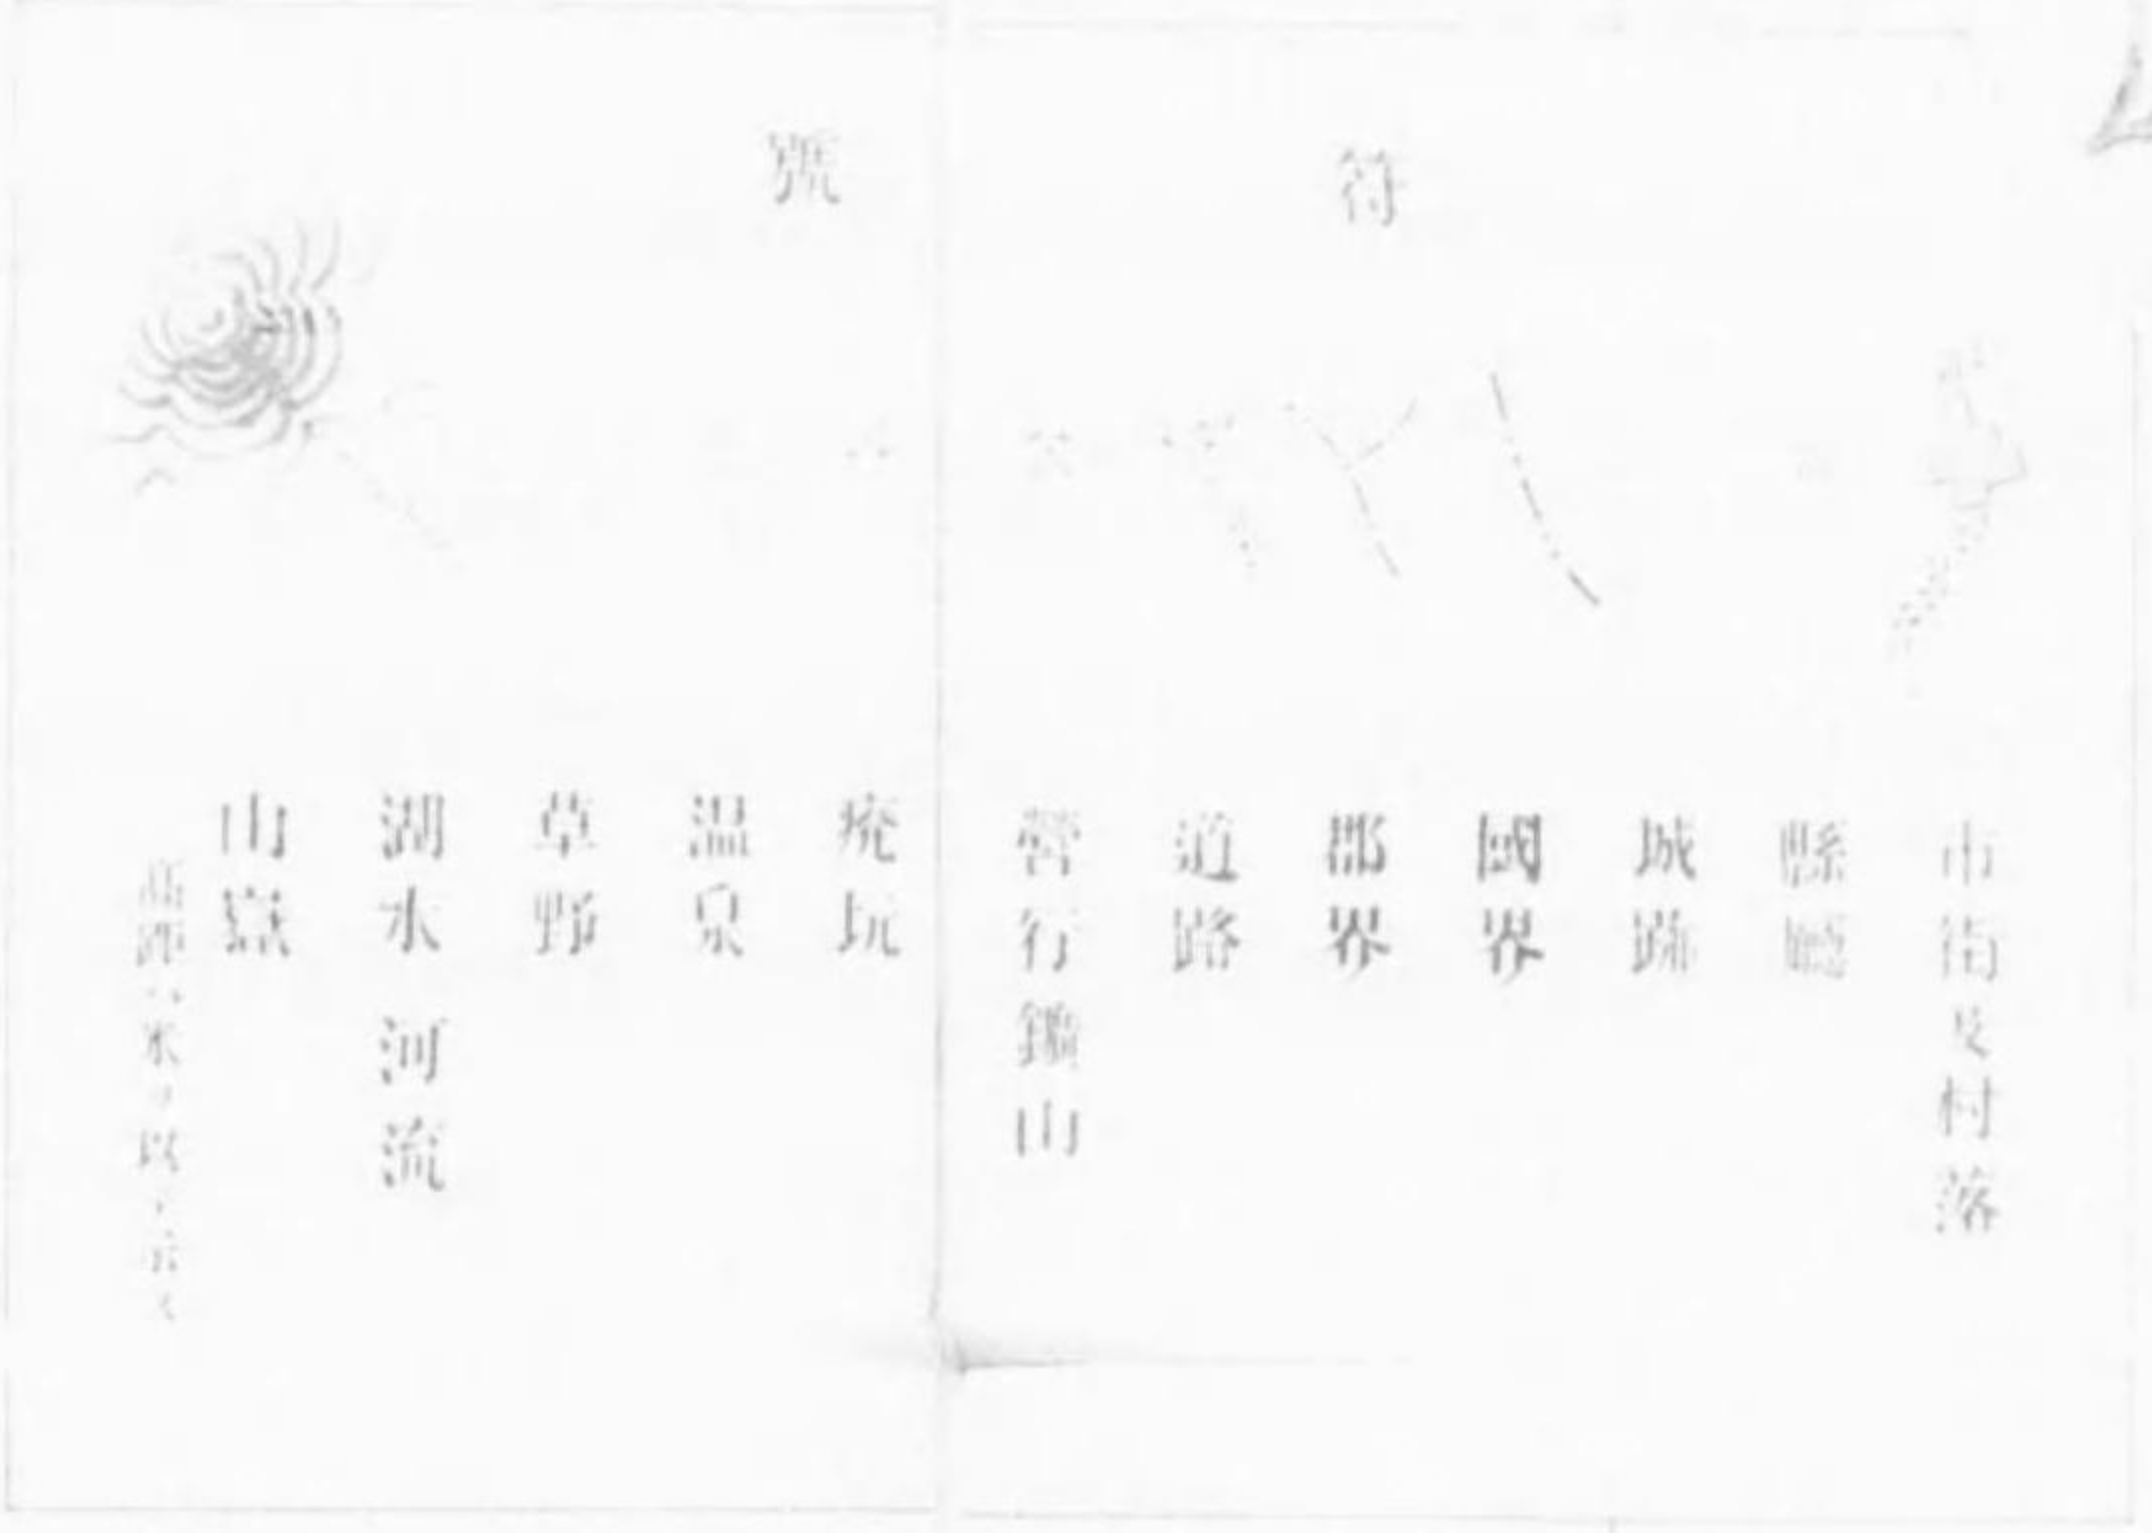 符號
市街及村落
縣廳
城跡
國界
郡界
道路
營行鑛山
廃坑
温泉
草野
湖水 河流
山嶽
高距ハ米ヲ以テ示ス